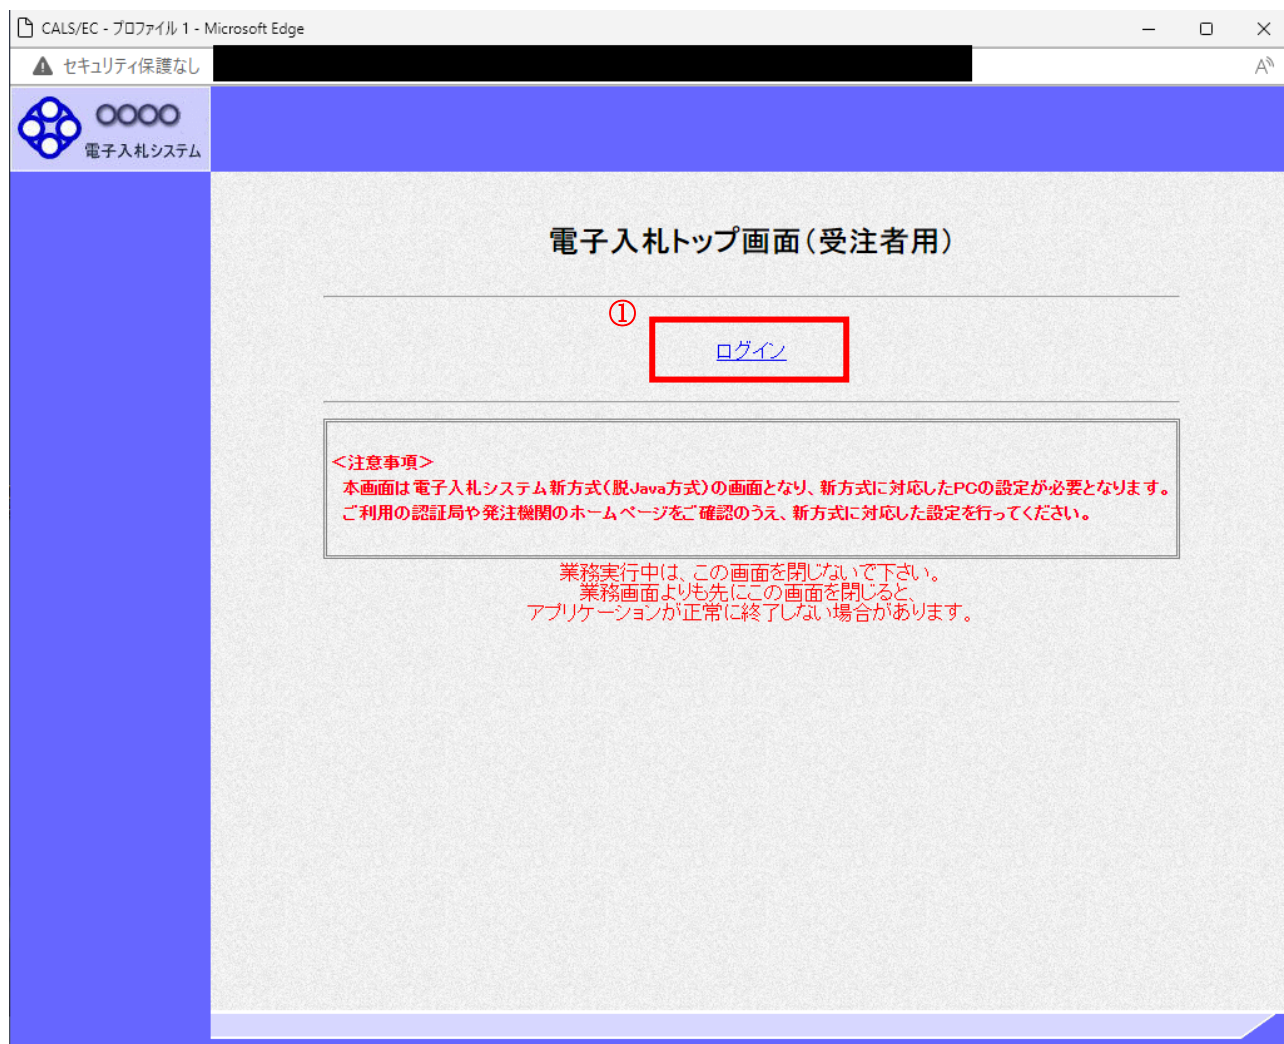 CALS/EC - プロファイル 1 - Microsoft Edge
セキュリティ保護なし
○○○○
電子入札システム
電子入札トップ画面(受注者用)
①
ログイン
<注意事項>
本画面は電子入札システム新方式(脱Java方式)の画面となり、新方式に対応したPCの設定が必要となります。
ご利用の認証局や発注機関のホームページをご確認のうえ、新方式に対応した設定を行ってください。
業務実行中は、この画面を閉じないで下さい。
業務画面よりも先にこの画面を閉じると、
アプリケーションが正常に終了しない場合があります。